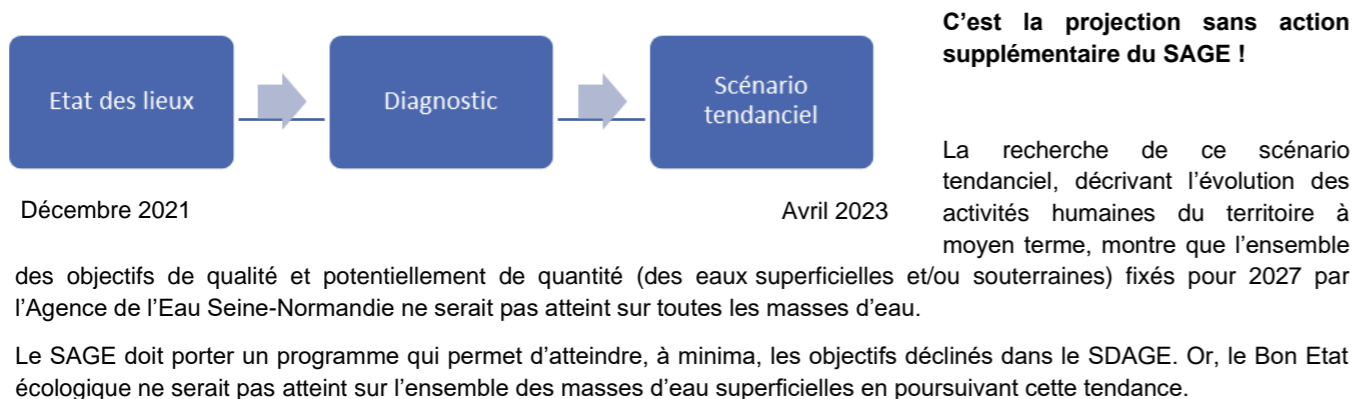 C’est la projection sans action
supplémentaire du SAGE !
Etat des lieux
Diagnostic
Scénario
tendanciel
Décembre 2021
Avril 2023
La recherche de ce scénario
tendanciel, décrivant l’évolution des
activités humaines du territoire à
moyen terme, montre que l’ensemble
des objectifs de qualité et potentiellement de quantité (des eaux superficielles et/ou souterraines) fixés pour 2027 par
l’Agence de l’Eau Seine-Normandie ne serait pas atteint sur toutes les masses d’eau.
Le SAGE doit porter un programme qui permet d’atteindre, à minima, les objectifs déclinés dans le SDAGE. Or, le Bon Etat
écologique ne serait pas atteint sur l’ensemble des masses d’eau superficielles en poursuivant cette tendance.